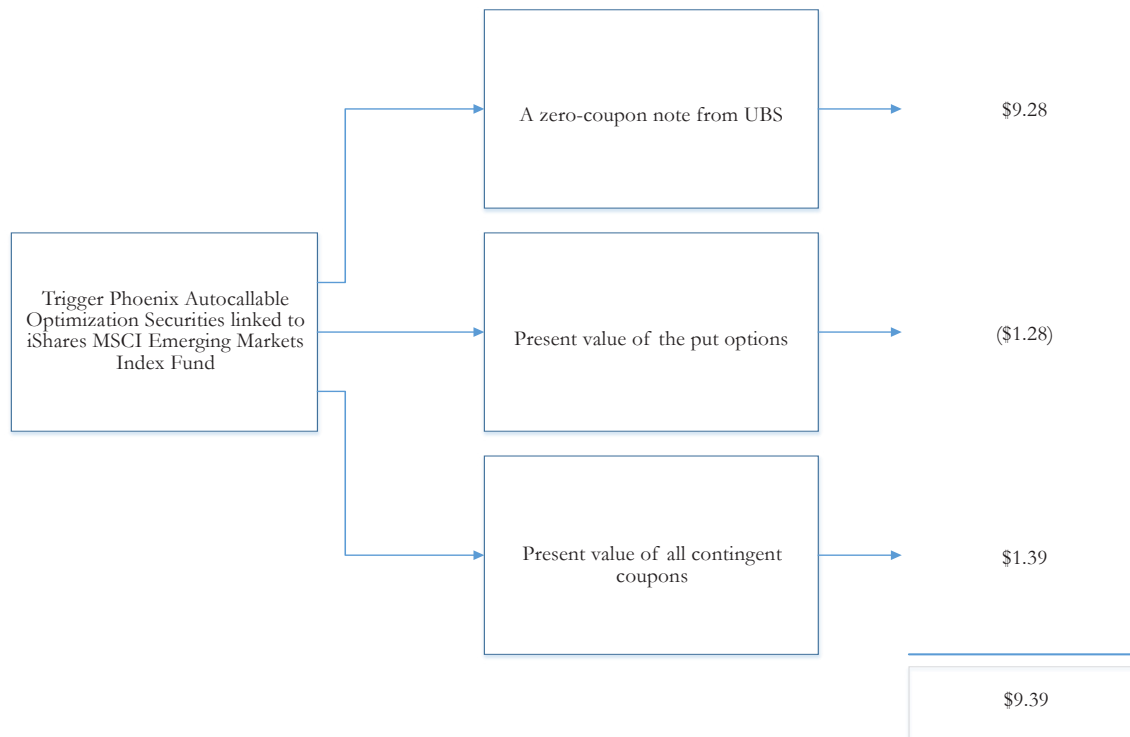 A zero-coupon note from UBS
$9.28
Trigger Phoenix Autocallable
Optimization Securities linked to
iShares MSCI Emerging Markets
Index Fund
Present value of the put options
($1.28)
Present value of all contingent
coupons
$1.39
$9.39